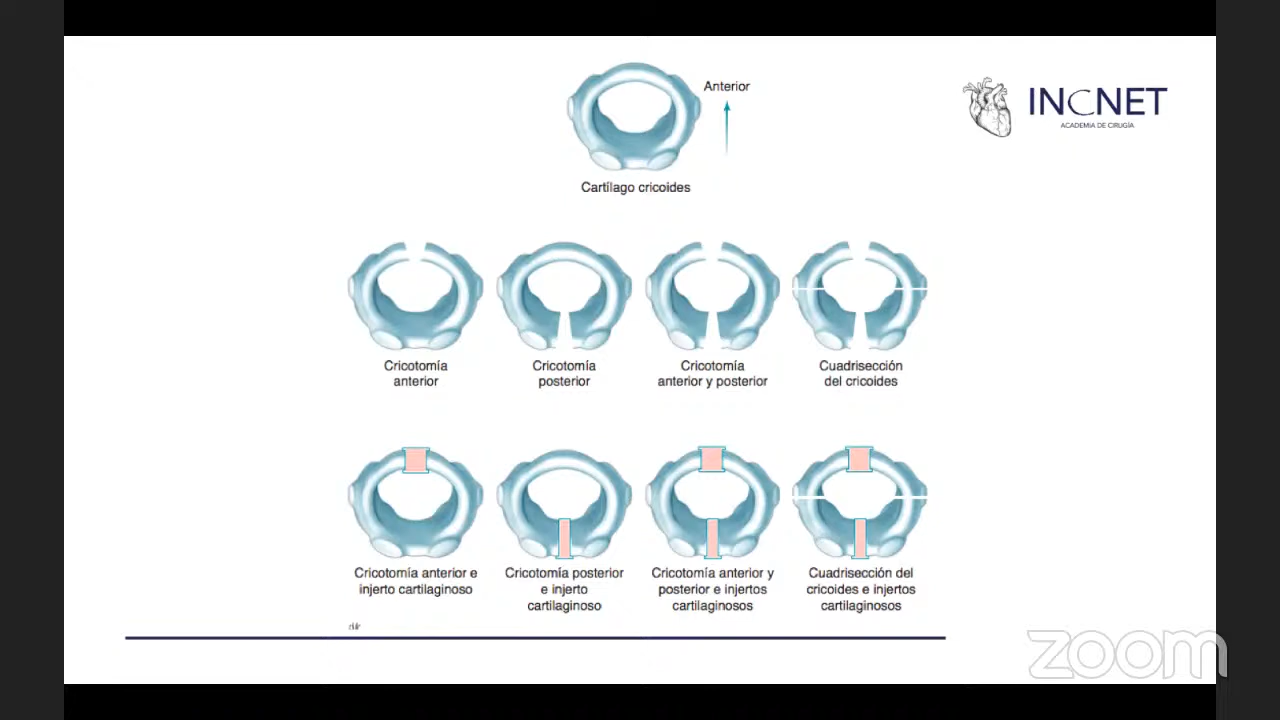 Anterior
INCNET
ACADEMIA DE CIRUGÍA
Cartílago cricoides
Cricotomía
anterior
Cricotomía
posterior
Cricotomía
anterior y posterior
Cuadrisección
del cricoides
Cricotomía anterior e
injerto cartilaginoso
Cricotomía posterior
e injerto
cartilaginoso
Cricotomía anterior y
posterior e injertos
cartilaginosos
Cuadrisección del
cricoides e injertos
cartilaginosos
zoom